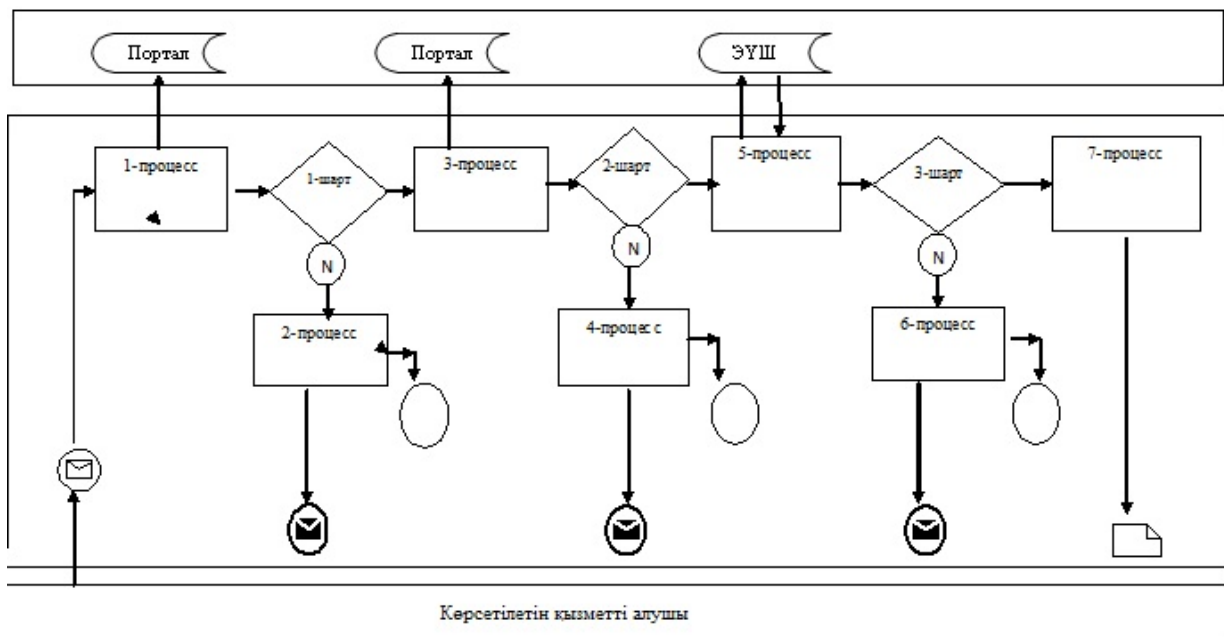 Портал
Портал
ЭҮШ
1-процесс
1-шарт
3-процесс
2-шарт
5-процесс
3-шарт
7-процесс
N
N
N
2-процесс
4-процесс
6-процесс
Көрсетілетін қызметті алушы